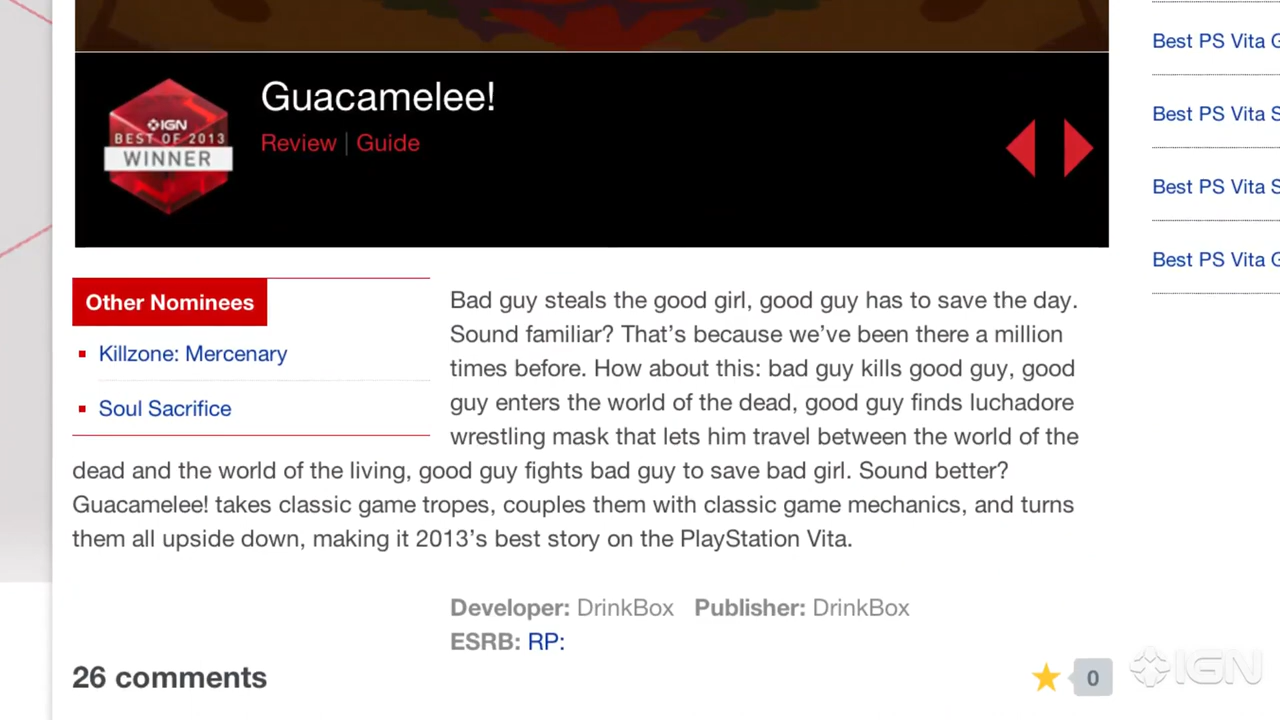 Guacamelee!
Review | Guide
IGN
BEST OF 2013
WINNER
Best PS Vita G
Best PS Vita S
Best PS Vita S
Best PS Vita G
Other Nominees
Killzone: Mercenary
Soul Sacrifice
Bad guy steals the good girl, good guy has to save the day.
Sound familiar? That’s because we’ve been there a million
times before. How about this: bad guy kills good guy, good
guy enters the world of the dead, good guy finds luchadore
wrestling mask that lets him travel between the world of the
dead and the world of the living, good guy fights bad guy to save bad girl. Sound better?
Guacamelee! takes classic game tropes, couples them with classic game mechanics, and turns
them all upside down, making it 2013’s best story on the PlayStation Vita.
Developer: DrinkBox Publisher: DrinkBox
ESRB: RP:
26 comments
0
IGN